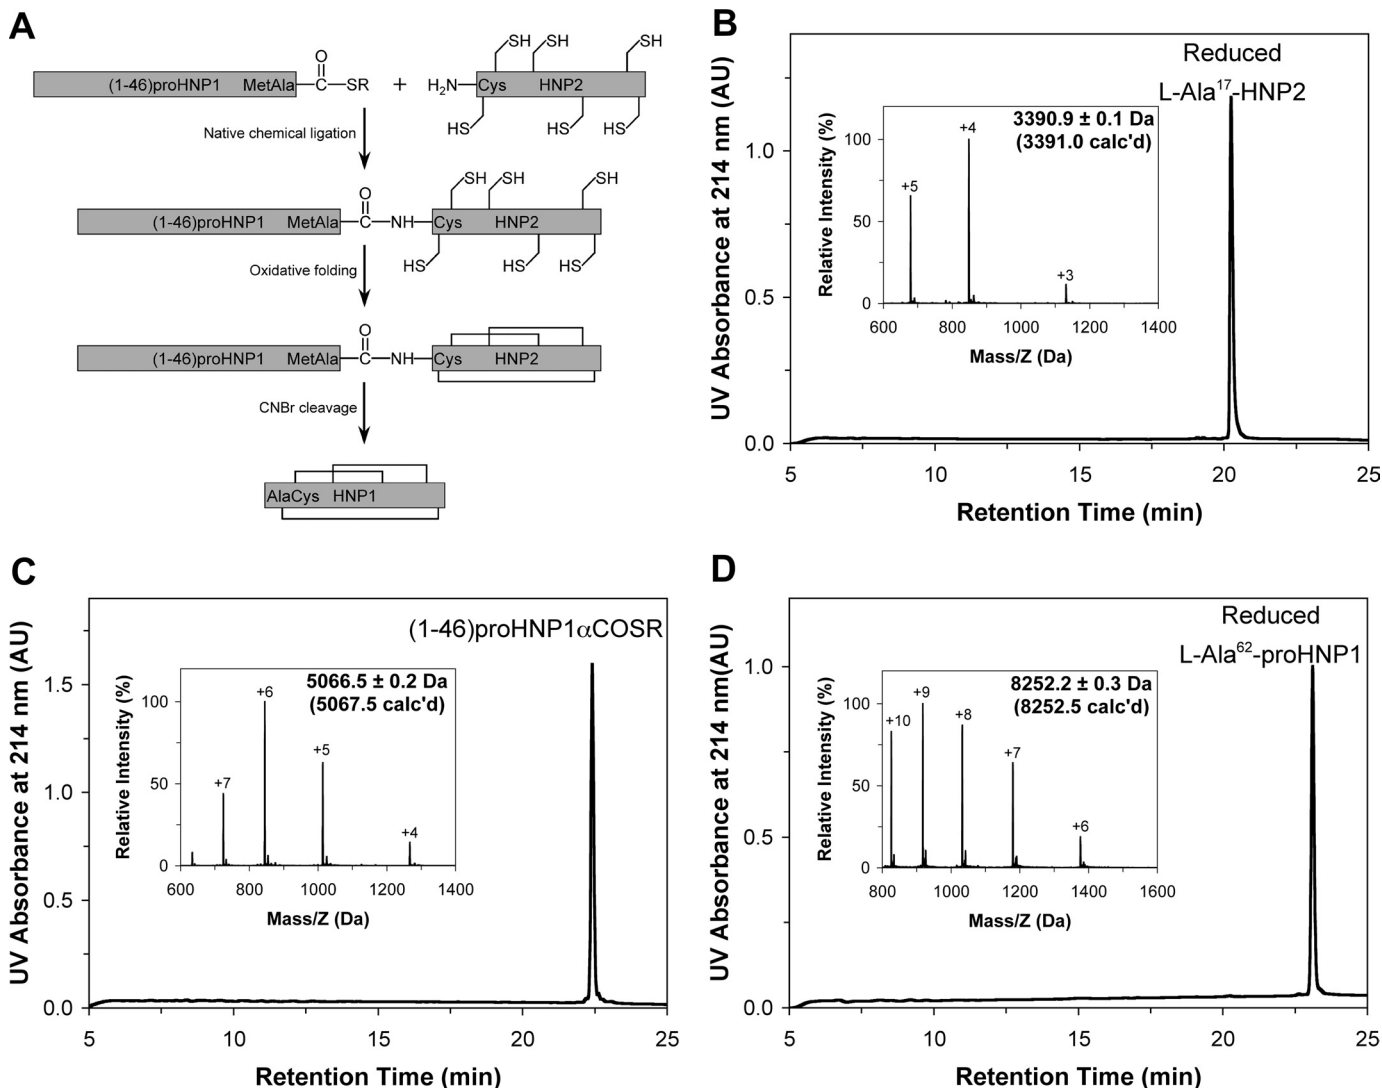 A
(1-46)proHNP1 MetAla
O
C
SR
+
H₂N
Cys HNP2
SH
SH
SH
HS
HS
HS
Native chemical ligation
(1-46)proHNP1 MetAla
O
C
NH
Cys HNP2
SH
SH
SH
HS
HS
HS
Oxidative folding
(1-46)proHNP1 MetAla
O
C
NH
Cys HNP2
CNBr cleavage
AlaCys HNP1
B
UV Absorbance at 214 nm (AU)
1.0
0.5
0.0
5 10 15 20 25
Retention Time (min)
Reduced
L-Ala¹⁷-HNP2
3390.9 ± 0.1 Da
(3391.0 calc'd)
Relative Intensity (%)
100
50
0
+5
+4
+3
600 800 1000 1200 1400
Mass/Z (Da)
C
UV Absorbance at 214 nm(AU)
1.5
1.0
0.5
0.0
5 10 15 20 25
Retention Time (min)
(1-46)proHNP1αCOSR
5066.5 ± 0.2 Da
(5067.5 calc'd)
Relative Intensity (%)
100
50
0
+7
+6
+5
+4
600 800 1000 1200 1400
Mass/Z (Da)
D
UV Absorbance at 214 nm(AU)
1.0
0.5
0.0
5 10 15 20 25
Retention Time (min)
Reduced
L-Ala⁶²-proHNP1
8252.2 ± 0.3 Da
(8252.5 calc'd)
Relative Intensity (%)
100
50
0
+10
+9
+8
+7
+6
800 1000 1200 1400 1600
Mass/Z (Da)